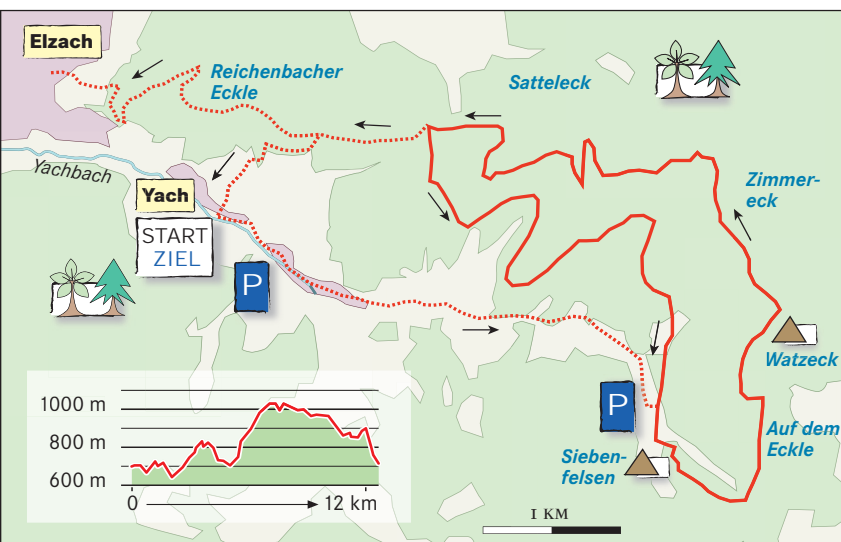 Elzach
Reichenbacher
Eckle
Satteleck
Yachbach
Yach
START
ZIEL
P
Zimmer-
eck
Watzeck
Auf dem
Eckle
P
Sieben-
felsen
1000 m
800 m
600 m
0
12 km
1 KM